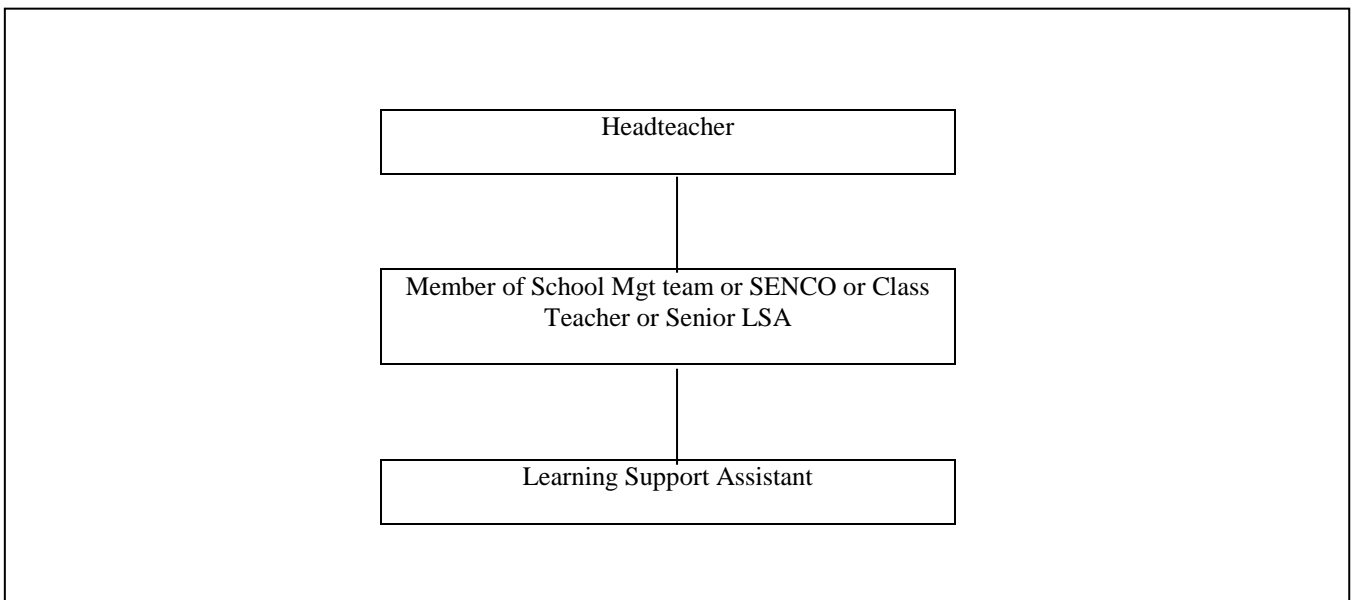 Headteacher
Member of School Mgt team or SENCO or Class
Teacher or Senior LSA
Learning Support Assistant